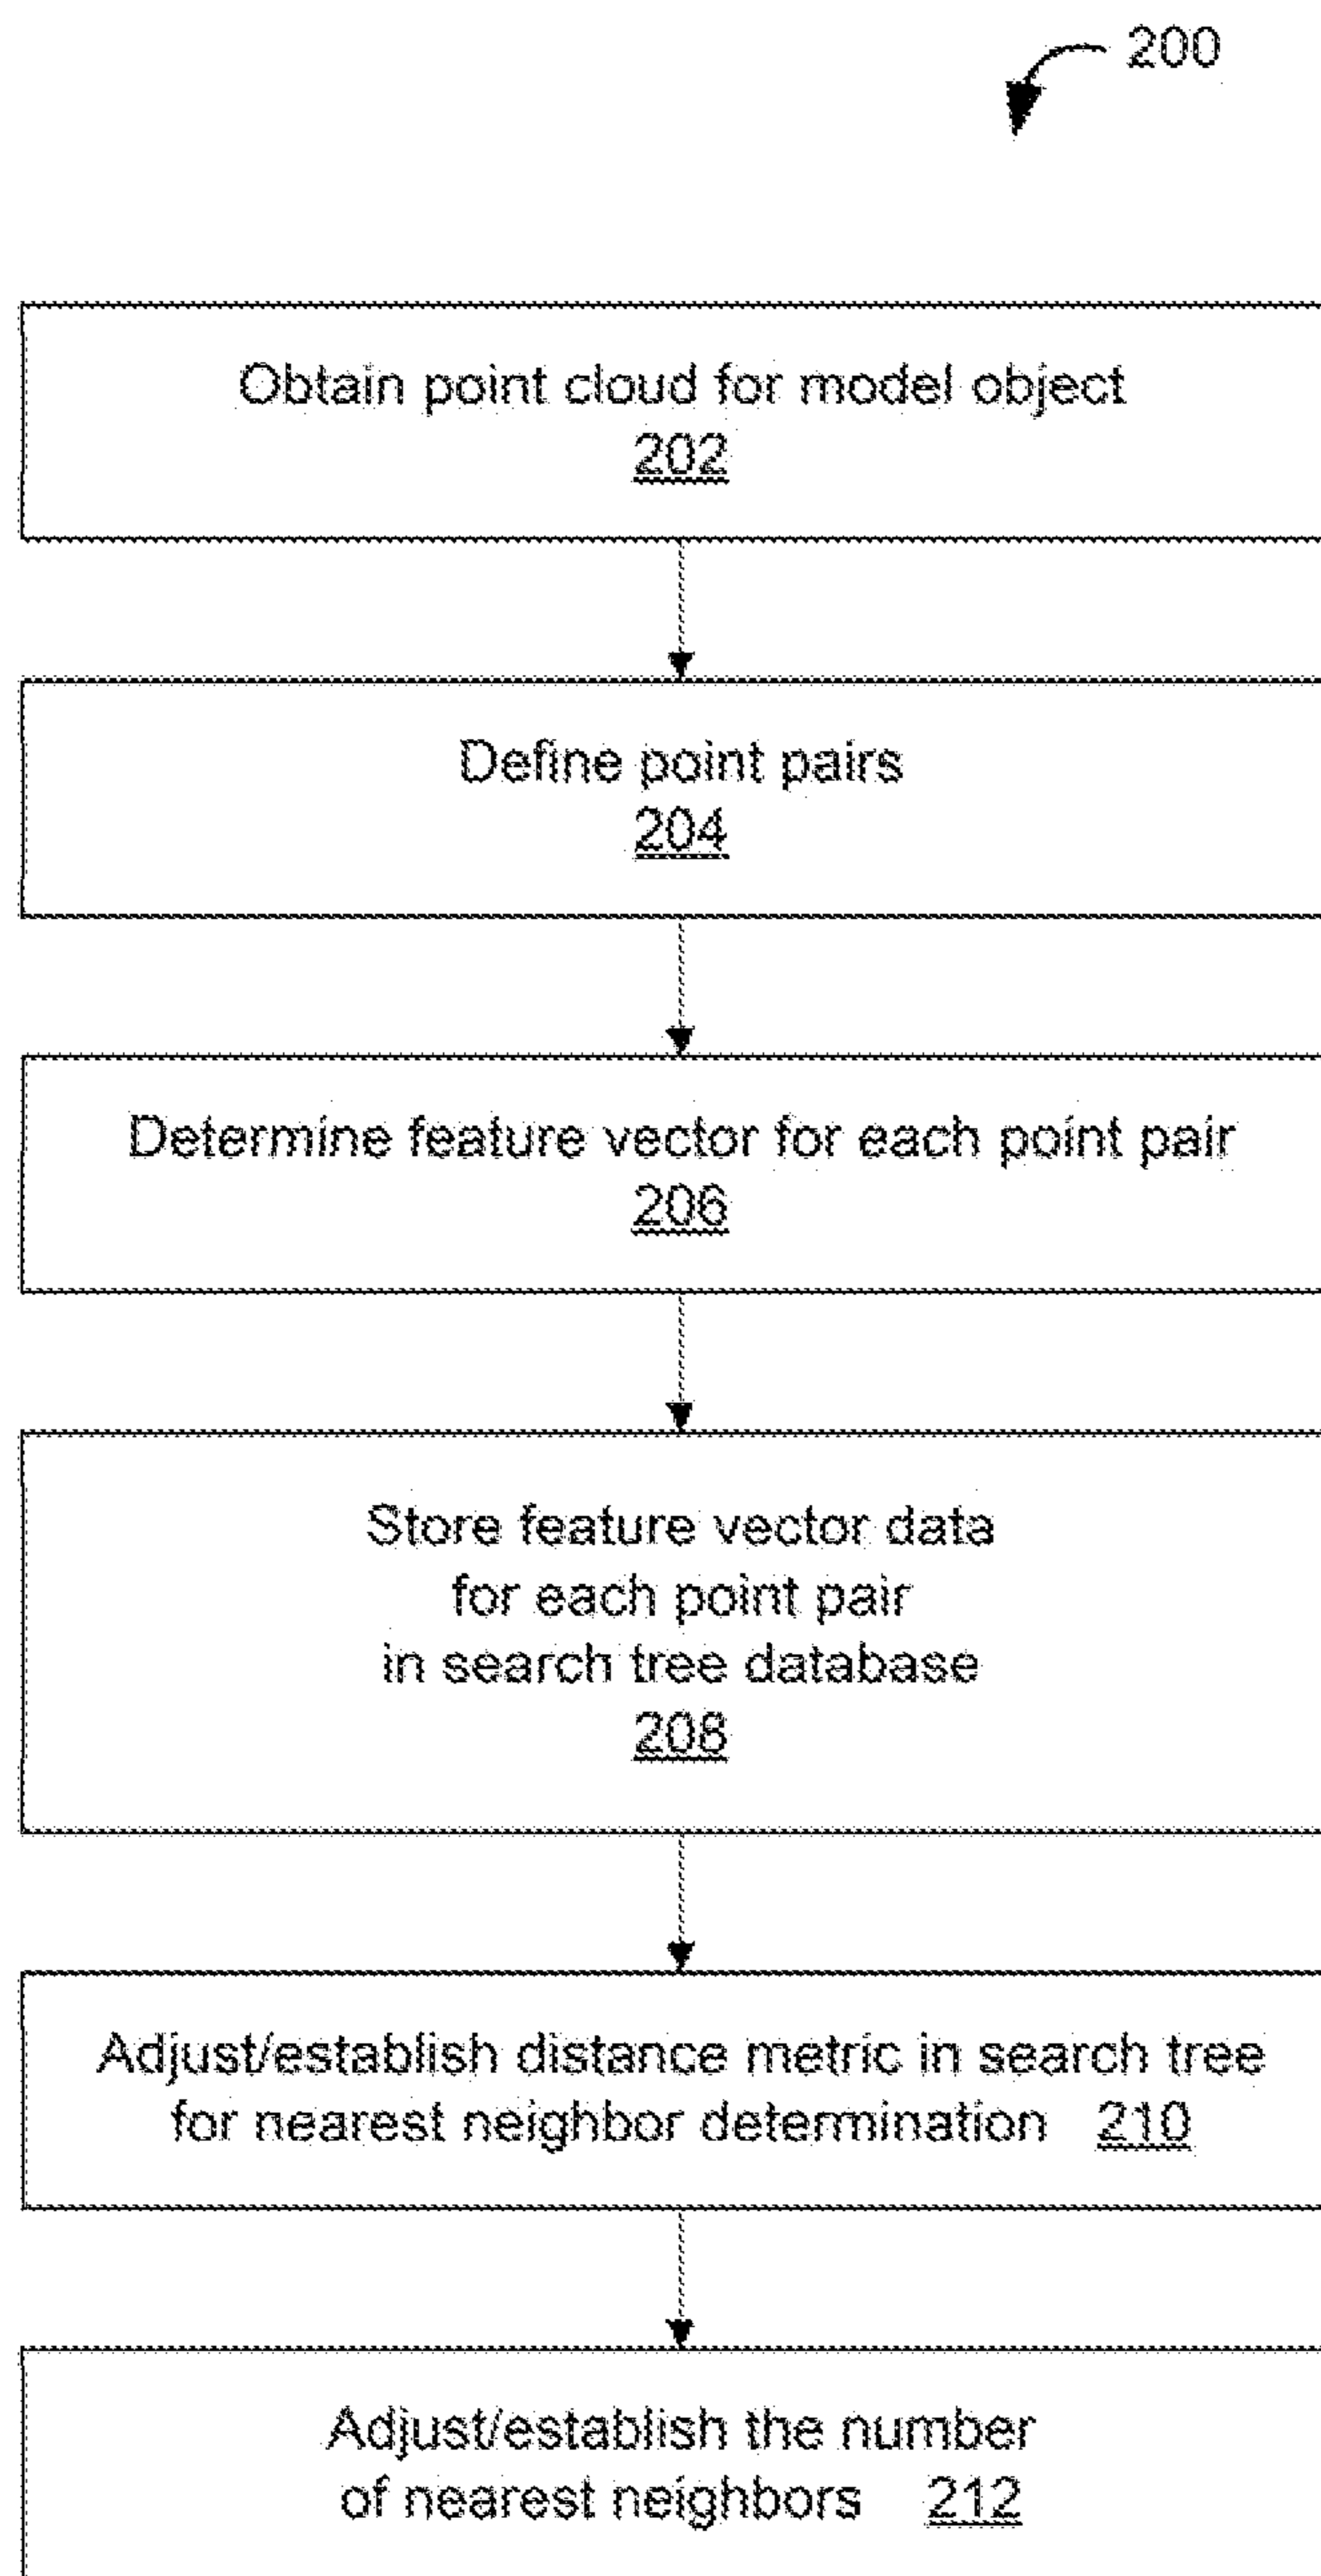 200
Obtain point cloud for model object
202
Define point pairs
204
Determine feature vector for each point pair
206
Store feature vector data
for each point pair
in search tree database
208
Adjust/establish distance metric in search tree
for nearest neighbor determination 210
Adjust/establish the number
of nearest neighbors 212